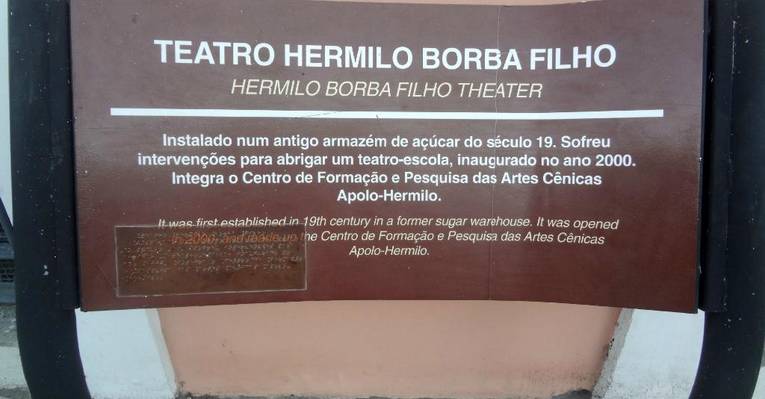 TEATRO HERMILO BORBA FILHO
HERMILO BORBA FILHO THEATER
Instalado num antigo armazém de açúcar do século 19. Sofreu
intervenções para abrigar um teatro-escola, inaugurado no ano 2000.
Integra o Centro de Formação e Pesquisa das Artes Cênicas
Apolo-Hermilo.
It was first established in 19th century in a former sugar warehouse. It was opened
in 2000, and made up the Centro de Formação e Pesquisa das Artes Cênicas
Apolo-Hermilo.